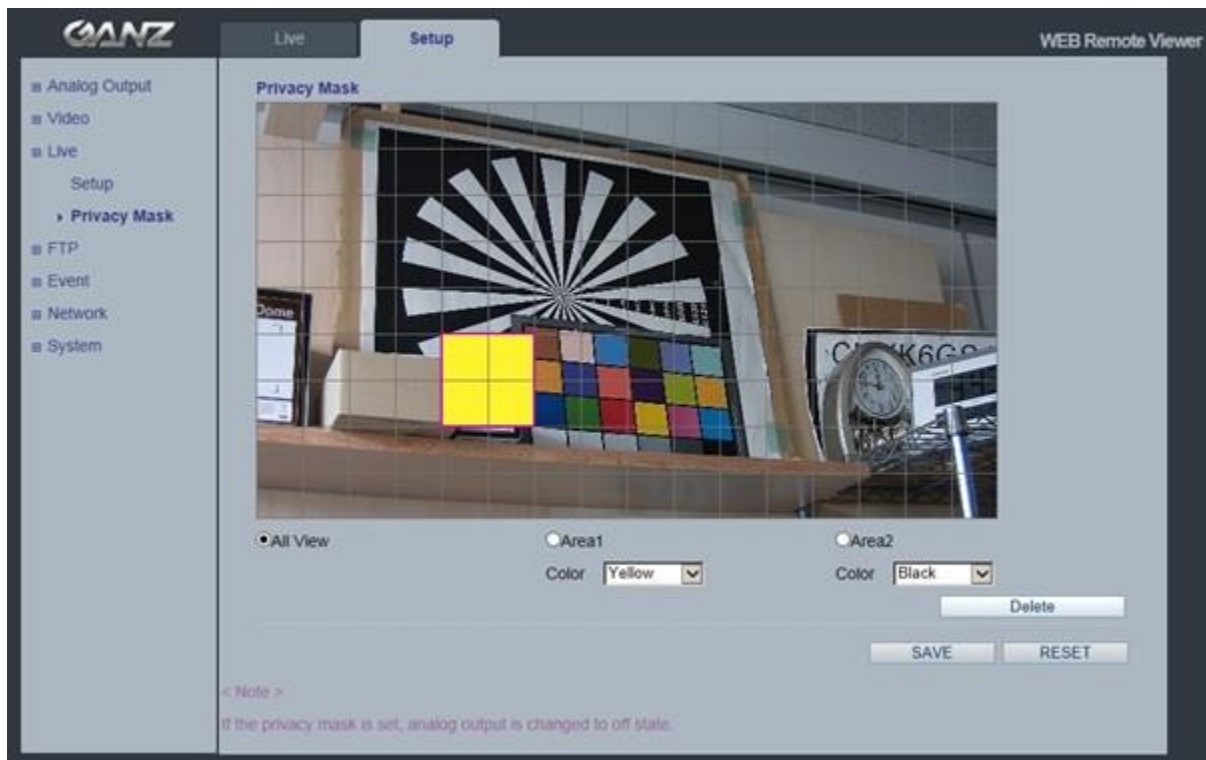 GANZ
Live
Setup
WEB Remote Viewer
Analog Output
Video
Live
Setup
Privacy Mask
FTP
Event
Network
System
Privacy Mask
Dome
All View
Area1
Area2
Color Yellow
Color Black
Delete
SAVE
RESET
< Note >
If the privacy mask is set, analog output is changed to off state.